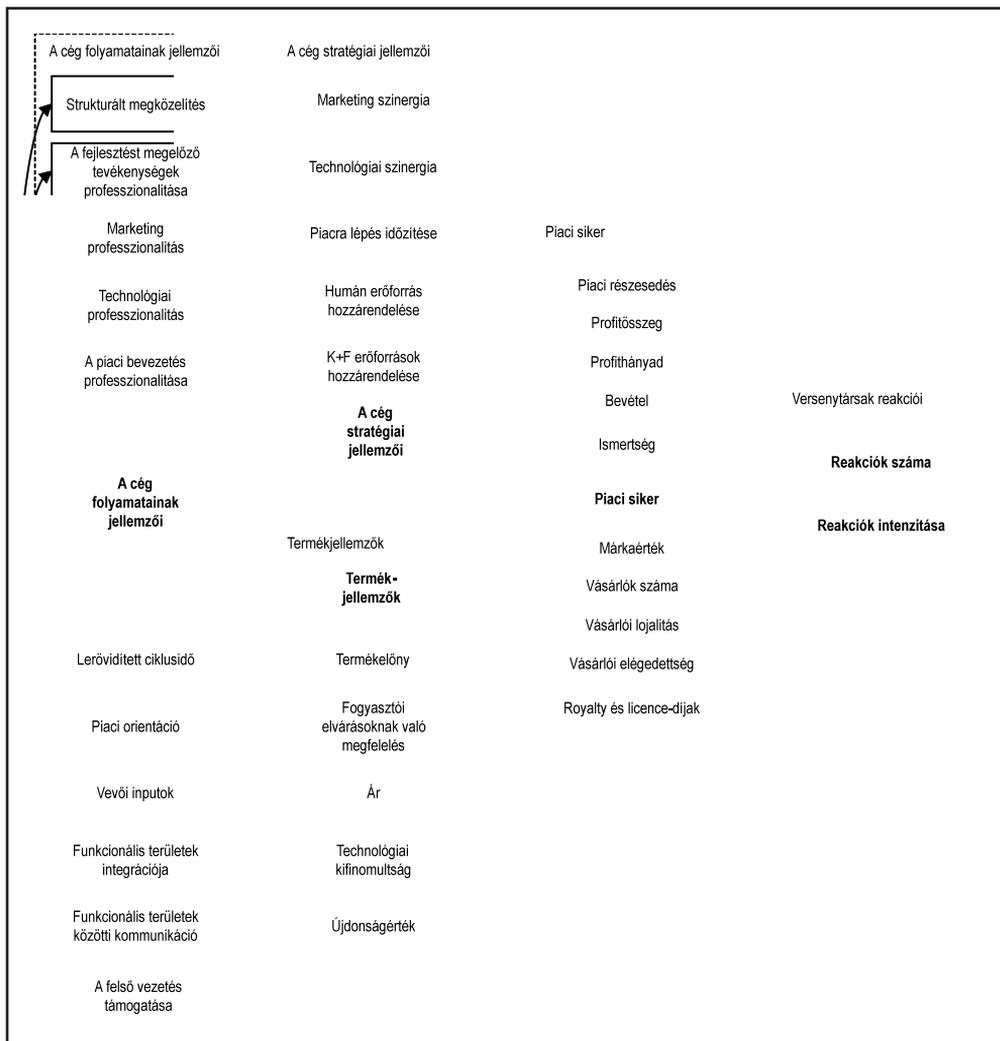 A cég folyamatainak jellemzői
Strukturált megközelítés
A fejlesztést megelőző
tevékenységek
professzionalitása
Marketing
professzionalitás
Technológiai
professzionalitás
A piaci bevezetés
professzionalitása
A cég
folyamatainak
jellemzői
Lerövidített ciklusidő
Piaci orientáció
Vevői inputok
Funkcionális területek
integrációja
Funkcionális területek
közötti kommunikáció
A felső vezetés
támogatása
A cég stratégiai jellemzői
Marketing szinergia
Technológiai szinergia
Piacra lépés időzítése
Humán erőforrás
hozzárendelése
K+F erőforrások
hozzárendelése
A cég
stratégiai
jellemzői
Termékjellemzők
Termék-
jellemzők
Termékelőny
Fogyasztói
elvárásoknak való
megfelelés
Ár
Technológiai
kifinomultság
Újdonságérték
Piaci siker
Piaci részesedés
Profitösszeg
Profithányad
Bevétel
Ismertség
Piaci siker
Márkaérték
Vásárlók száma
Vásárlói lojalitás
Vásárlói elégedettség
Royalty és licence-díjak
Versenytársak reakciói
Reakciók száma
Reakciók intenzitása